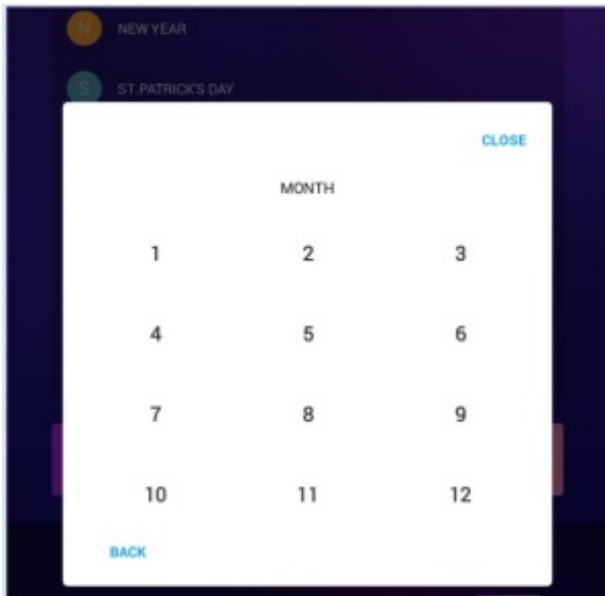 N NEW YEAR
S ST.PATRICK'S DAY
CLOSE
MONTH
1 2 3
4 5 6
7 8 9
10 11 12
BACK